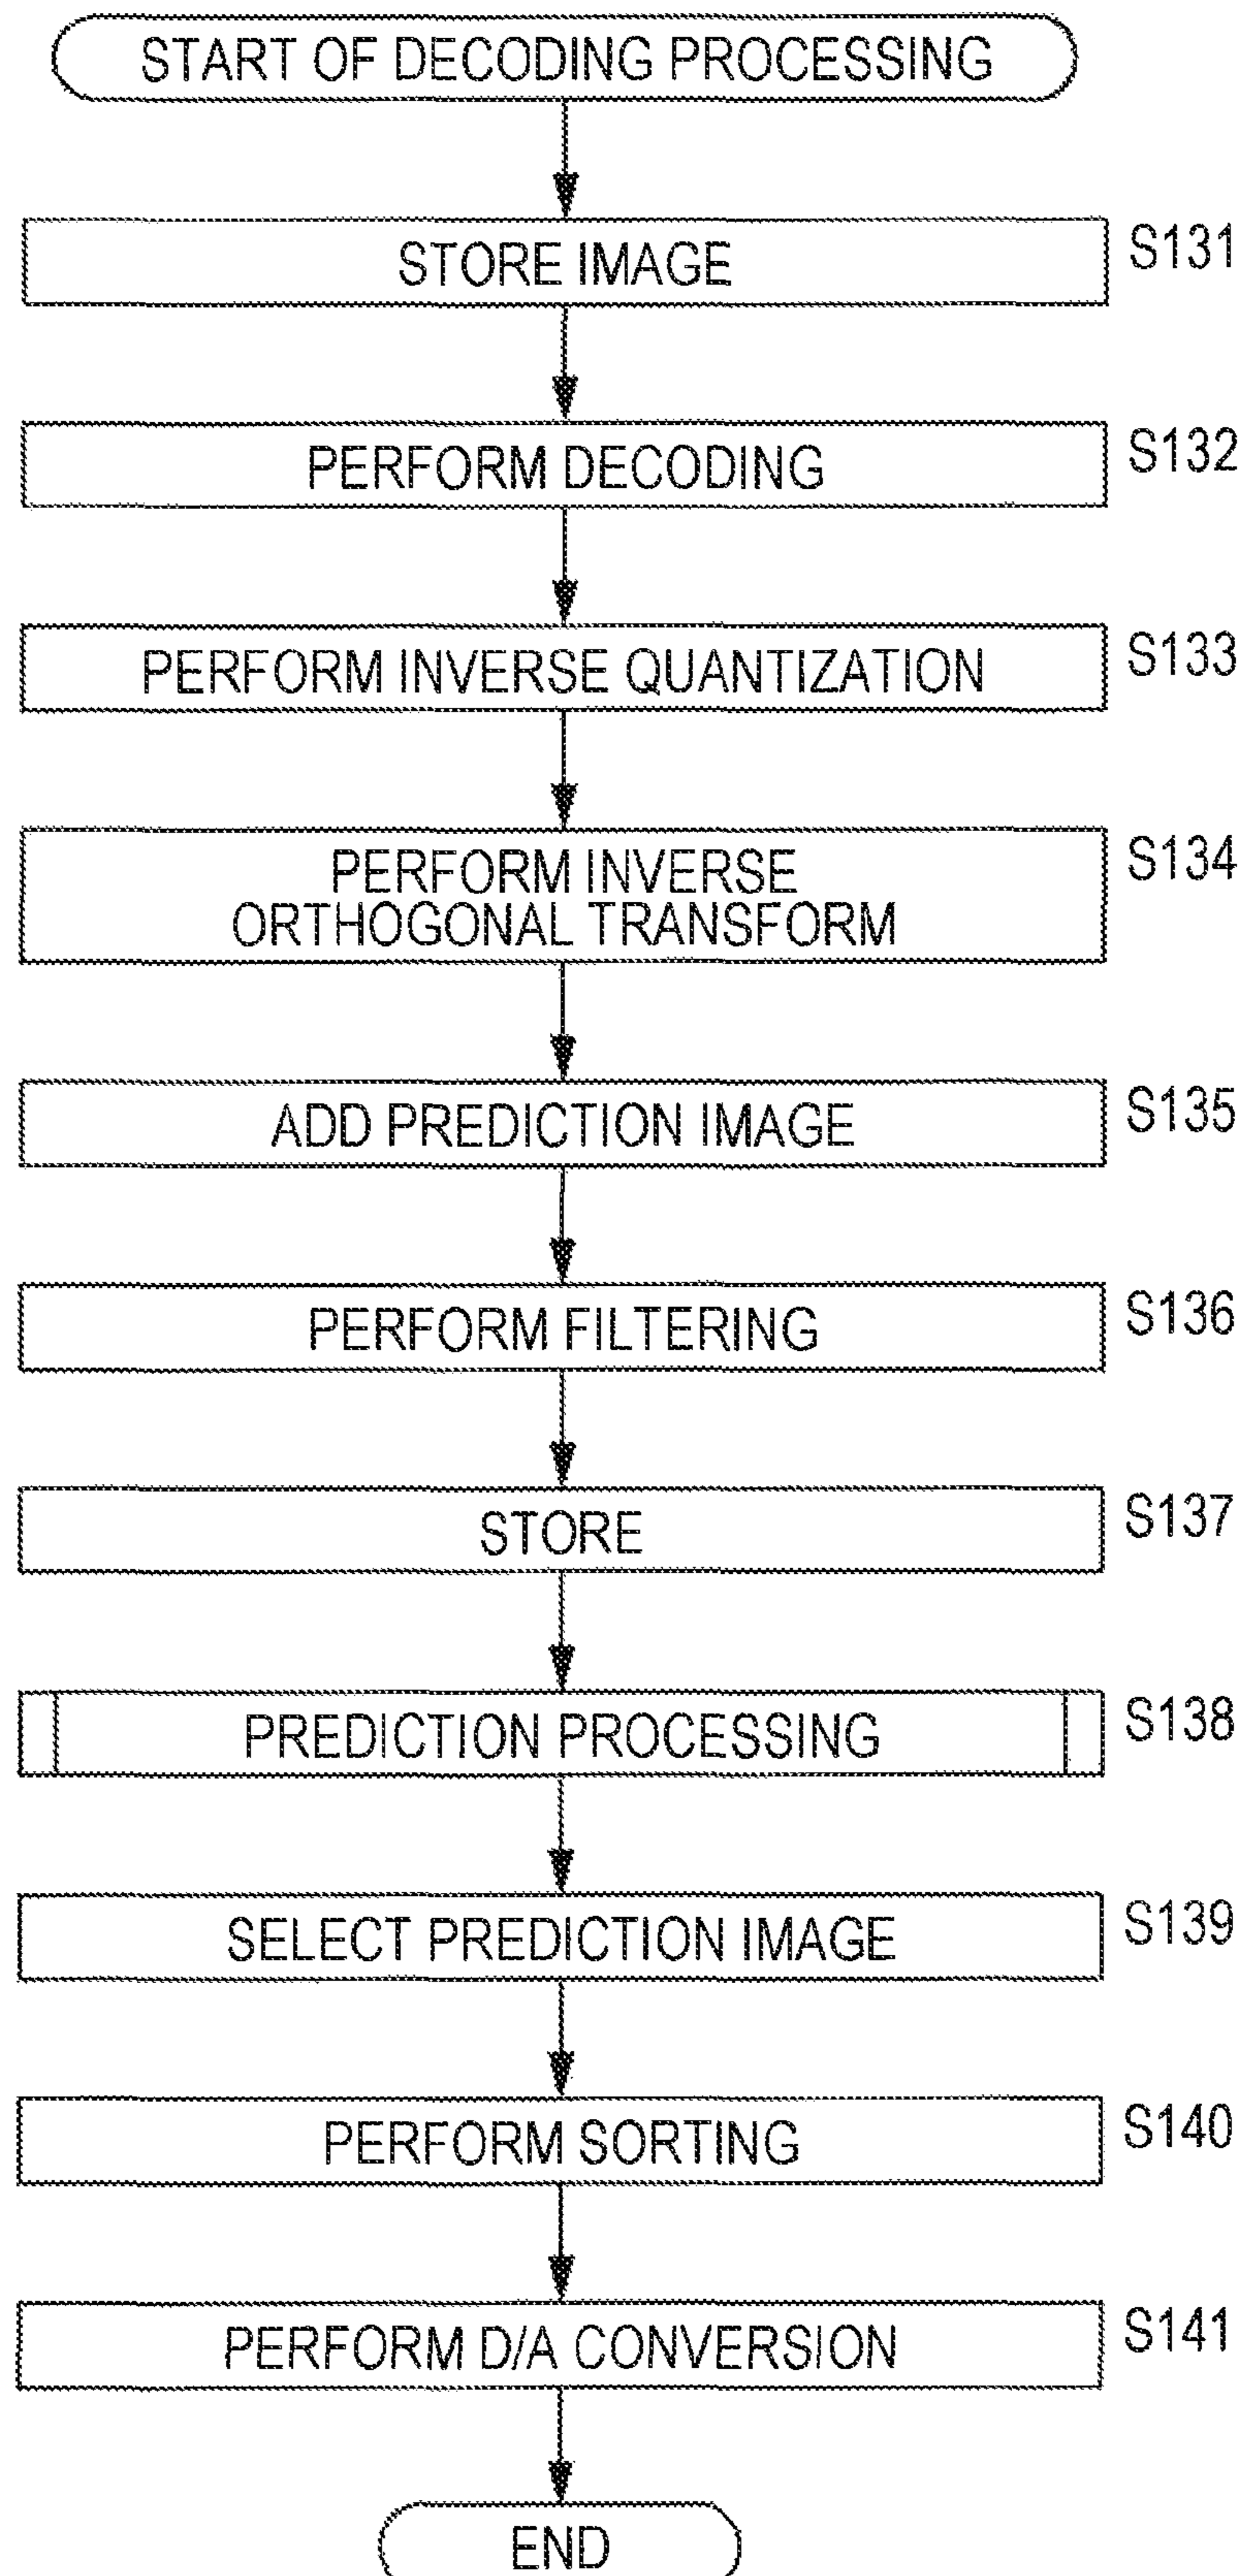 START OF DECODING PROCESSING
STORE IMAGE
S131
PERFORM DECODING
S132
PERFORM INVERSE QUANTIZATION
S133
PERFORM INVERSE
ORTHOGONAL TRANSFORM
S134
ADD PREDICTION IMAGE
S135
PERFORM FILTERING
S136
STORE
S137
PREDICTION PROCESSING
S138
SELECT PREDICTION IMAGE
S139
PERFORM SORTING
S140
PERFORM D/A CONVERSION
S141
END